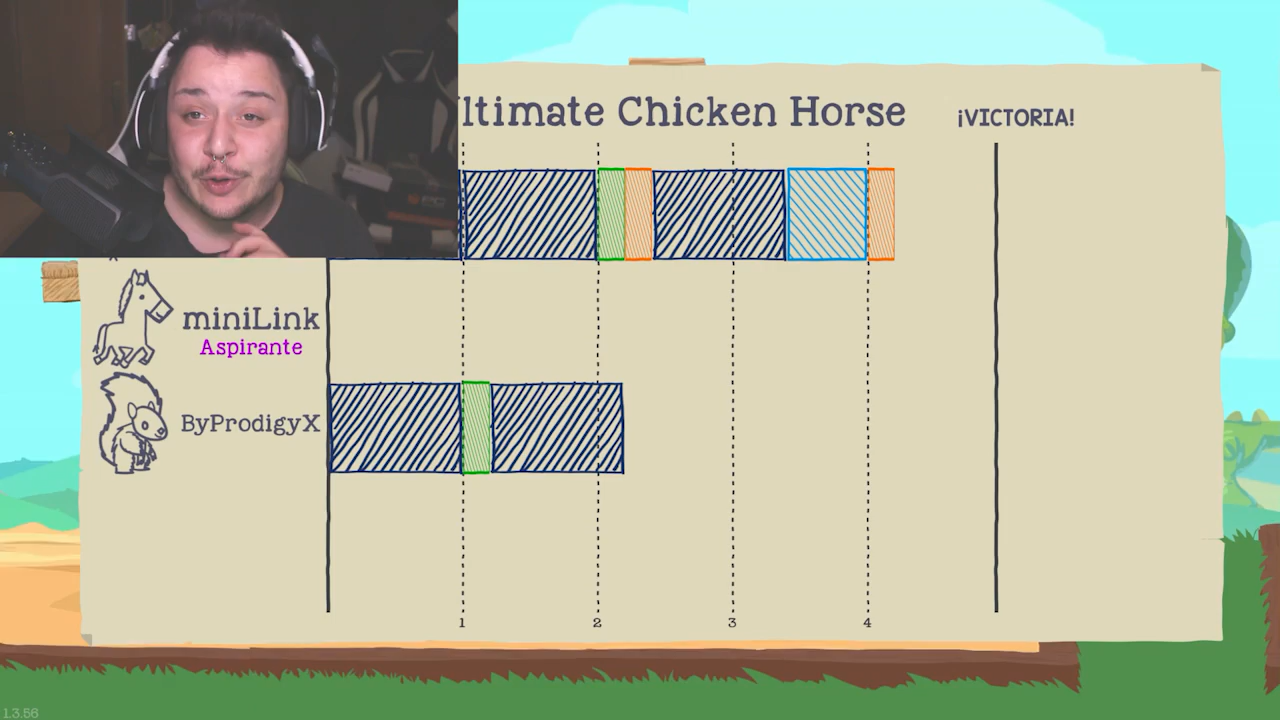 ltimate Chicken Horse
¡VICTORIA!
miniLink
Aspirante
ByProdigyX
1 2 3 4
1.3.56